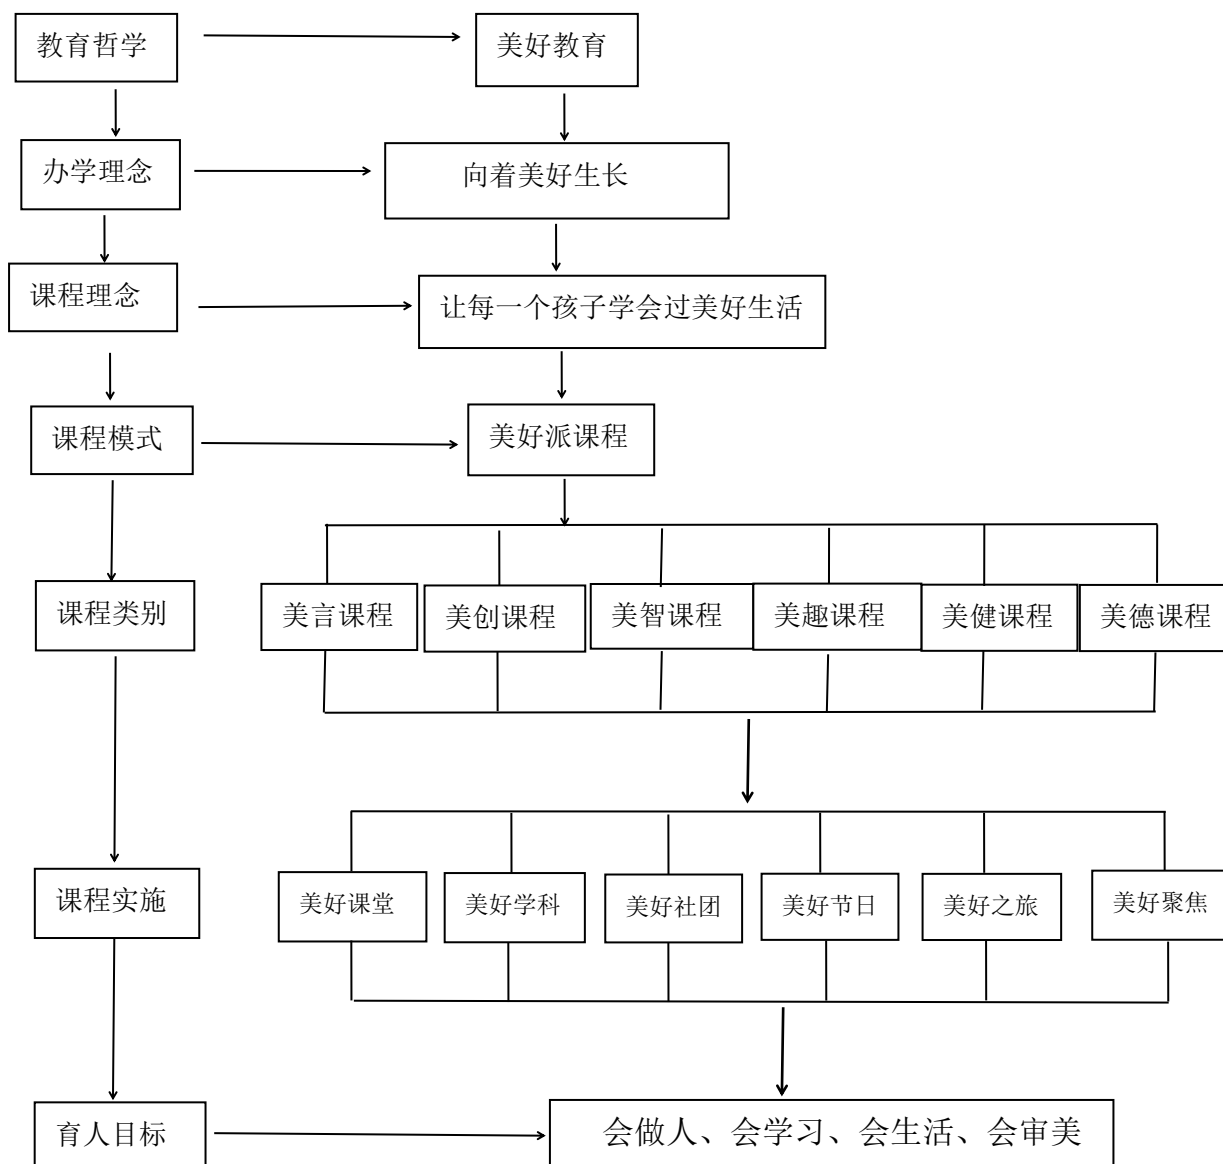 教育哲学
美好教育
办学理念
向着美好生长
课程理念
让每一个孩子学会过美好生活
课程模式
美好派课程
课程类别
美言课程
美创课程
美智课程
美趣课程
美健课程
美德课程
课程实施
美好课堂
美好学科
美好社团
美好节日
美好之旅
美好聚焦
育人目标
会做人、会学习、会生活、会审美